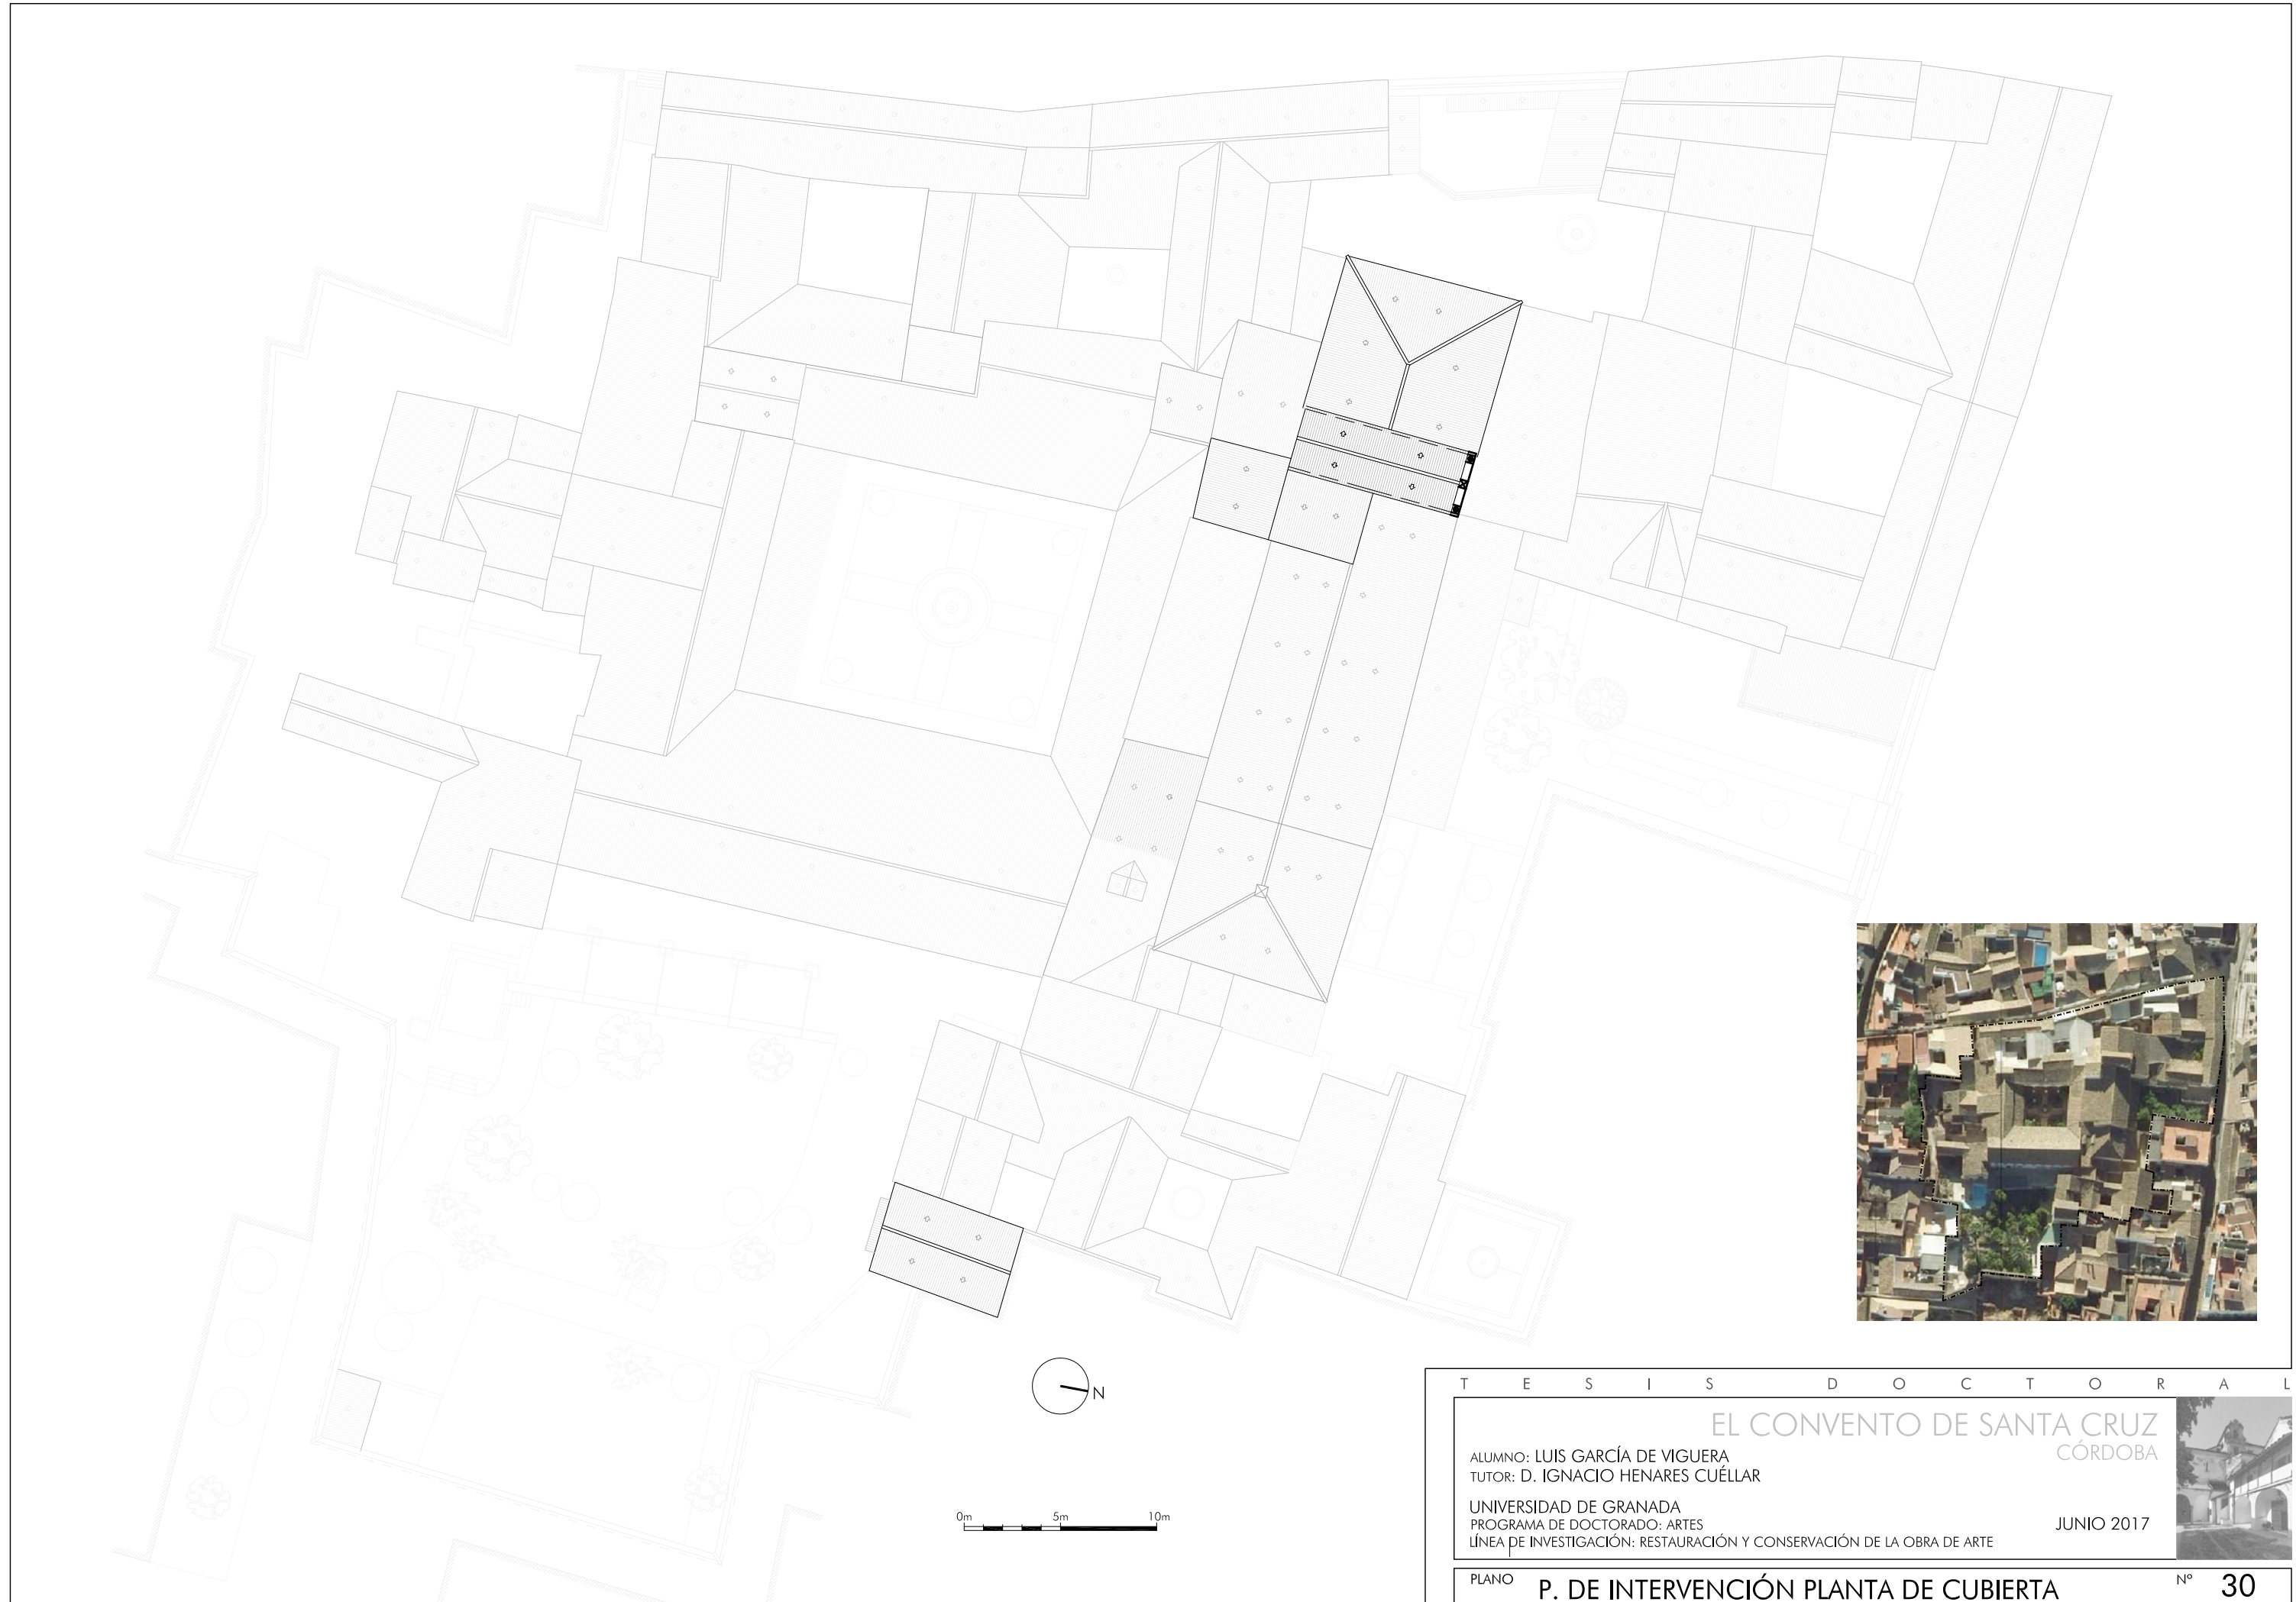 N
0m 5m 10m
TESIS DOCTORAL
EL CONVENTO DE SANTA CRUZ
CÓRDOBA
ALUMNO: LUIS GARCÍA DE VIGUERA
TUTOR: D. IGNACIO HENARES CUÉLLAR
UNIVERSIDAD DE GRANADA
PROGRAMA DE DOCTORADO: ARTES
JUNIO 2017
LÍNEA DE INVESTIGACIÓN: RESTAURACIÓN Y CONSERVACIÓN DE LA OBRA DE ARTE
PLANO P. DE INTERVENCIÓN PLANTA DE CUBIERTA Nº 30